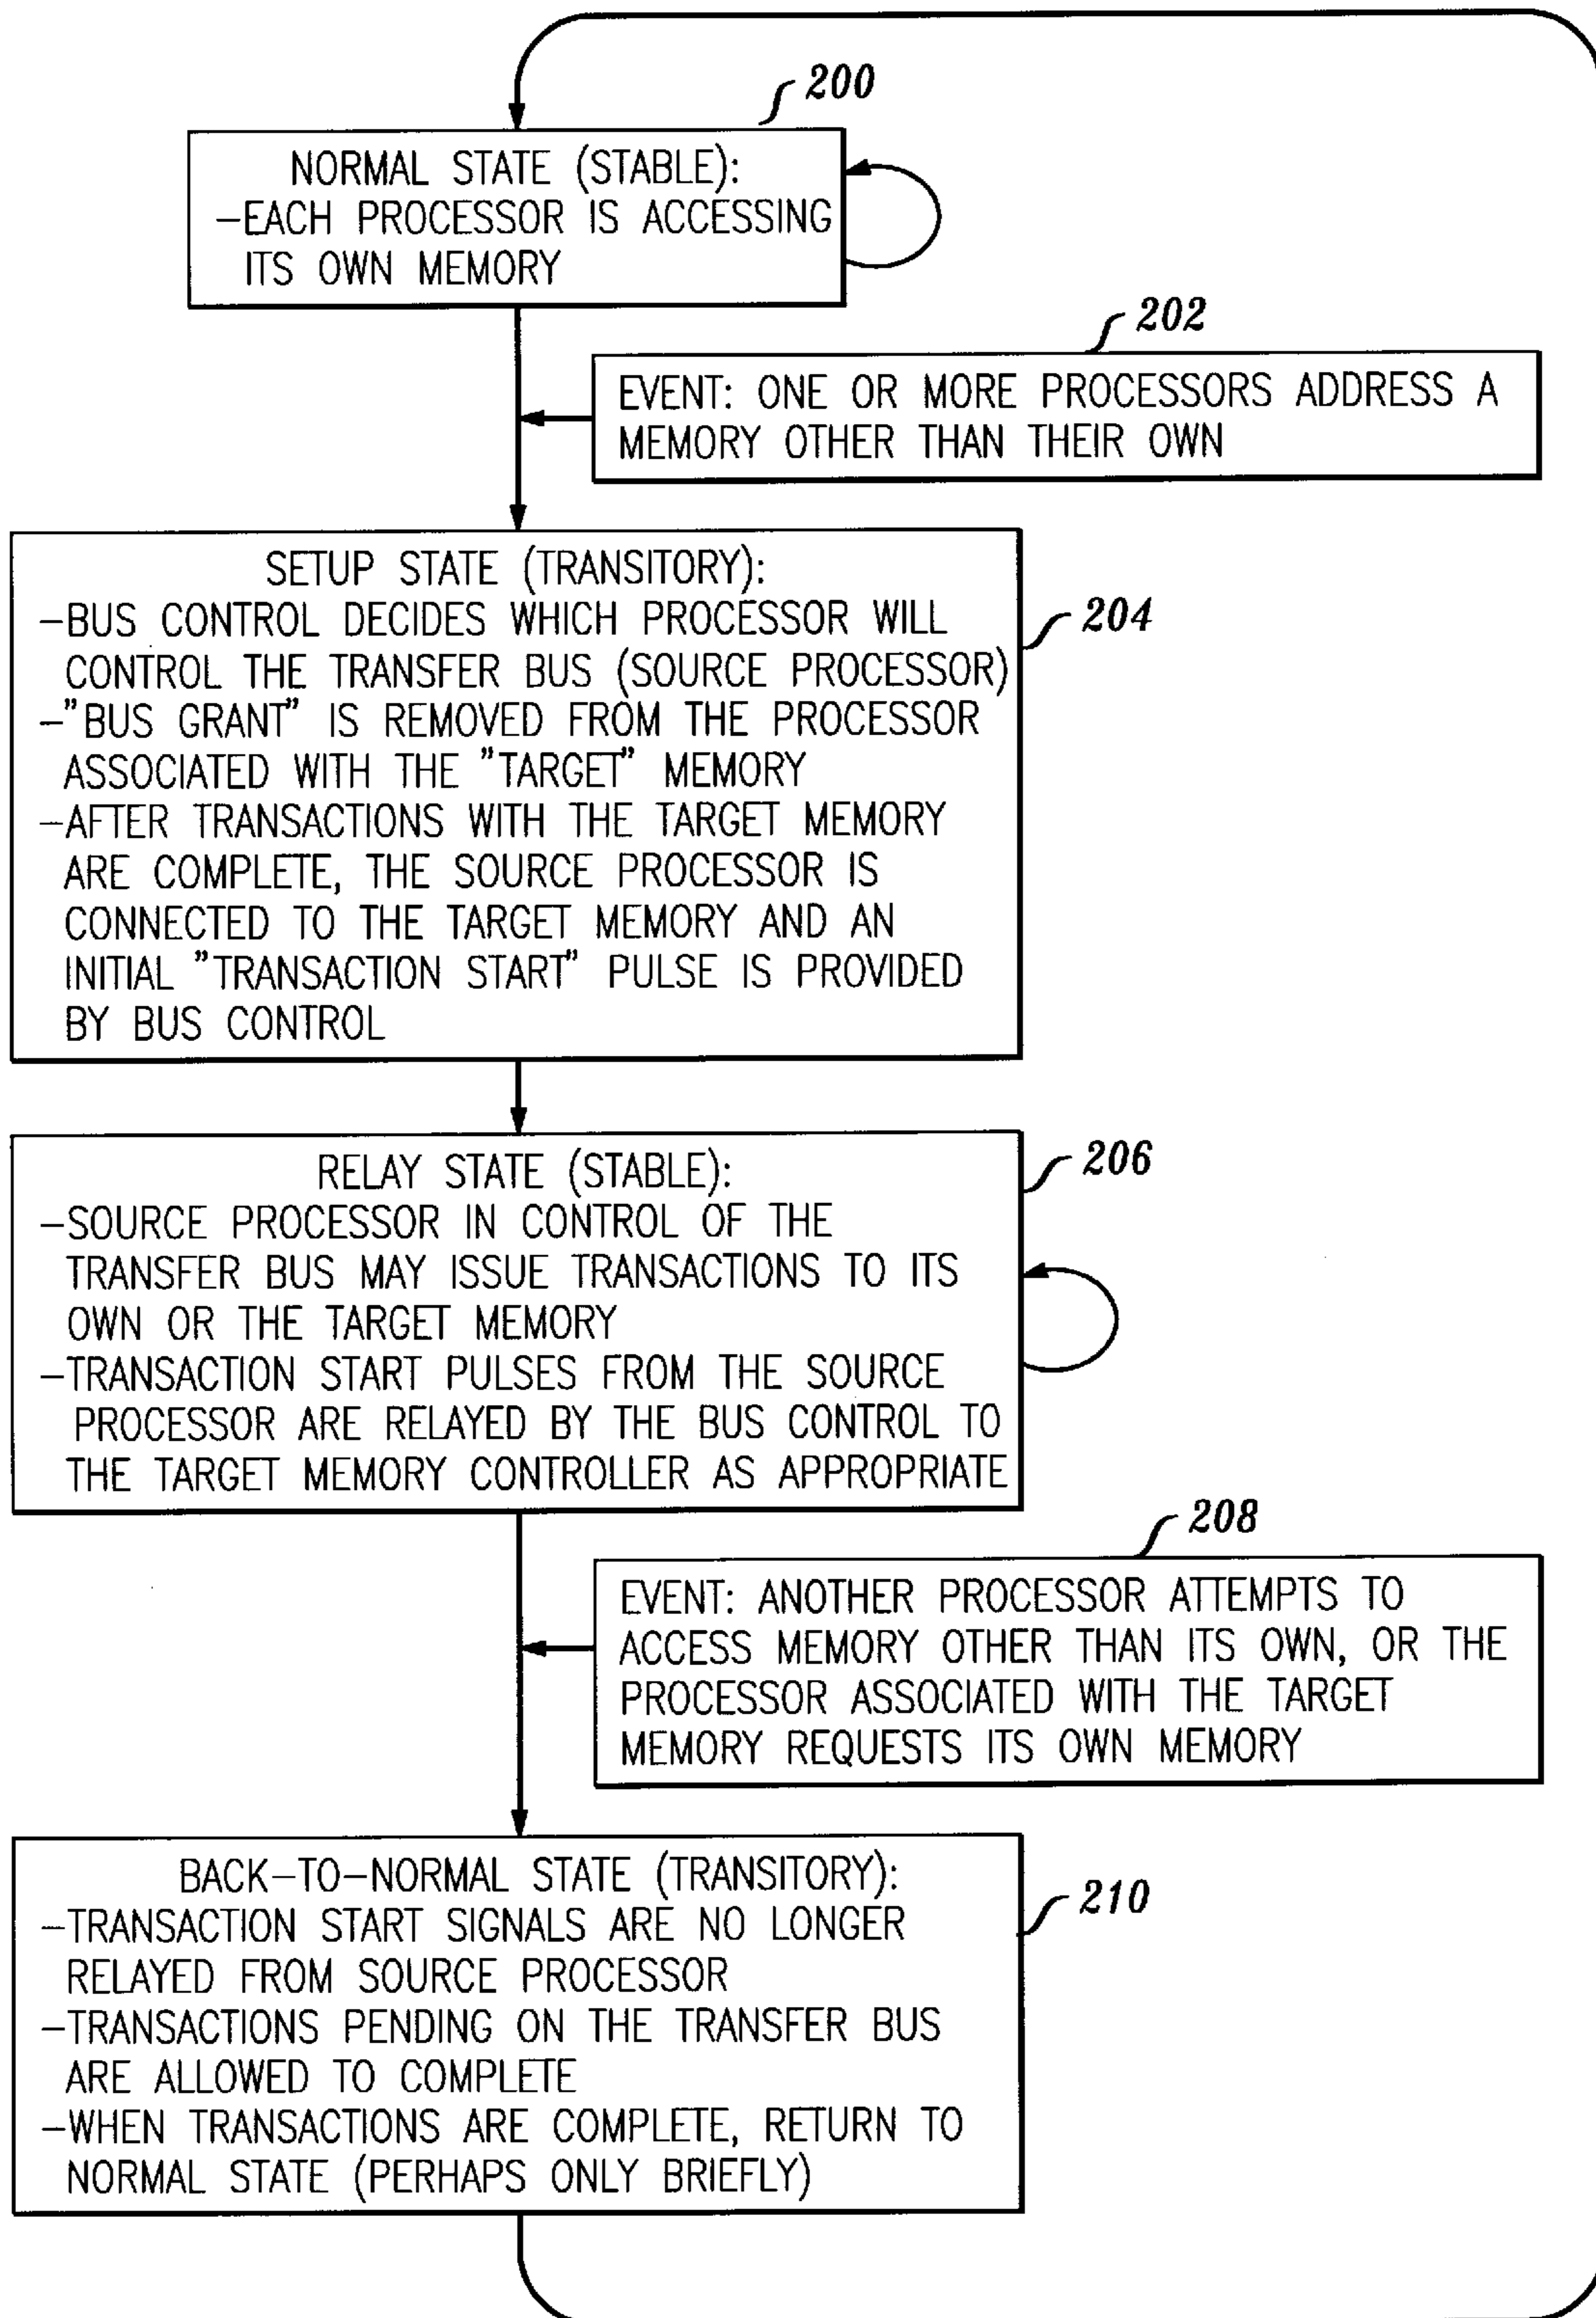 200
NORMAL STATE (STABLE):
-EACH PROCESSOR IS ACCESSING
ITS OWN MEMORY
202
EVENT: ONE OR MORE PROCESSORS ADDRESS A
MEMORY OTHER THAN THEIR OWN
SETUP STATE (TRANSITORY):
-BUS CONTROL DECIDES WHICH PROCESSOR WILL
CONTROL THE TRANSFER BUS (SOURCE PROCESSOR)
-"BUS GRANT" IS REMOVED FROM THE PROCESSOR
ASSOCIATED WITH THE "TARGET" MEMORY
-AFTER TRANSACTIONS WITH THE TARGET MEMORY
ARE COMPLETE, THE SOURCE PROCESSOR IS
CONNECTED TO THE TARGET MEMORY AND AN
INITIAL "TRANSACTION START" PULSE IS PROVIDED
BY BUS CONTROL
204
RELAY STATE (STABLE):
-SOURCE PROCESSOR IN CONTROL OF THE
TRANSFER BUS MAY ISSUE TRANSACTIONS TO ITS
OWN OR THE TARGET MEMORY
-TRANSACTION START PULSES FROM THE SOURCE
PROCESSOR ARE RELAYED BY THE BUS CONTROL TO
THE TARGET MEMORY CONTROLLER AS APPROPRIATE
206
208
EVENT: ANOTHER PROCESSOR ATTEMPTS TO
ACCESS MEMORY OTHER THAN ITS OWN, OR THE
PROCESSOR ASSOCIATED WITH THE TARGET
MEMORY REQUESTS ITS OWN MEMORY
BACK-TO-NORMAL STATE (TRANSITORY):
-TRANSACTION START SIGNALS ARE NO LONGER
RELAYED FROM SOURCE PROCESSOR
-TRANSACTIONS PENDING ON THE TRANSFER BUS
ARE ALLOWED TO COMPLETE
-WHEN TRANSACTIONS ARE COMPLETE, RETURN TO
NORMAL STATE (PERHAPS ONLY BRIEFLY)
210